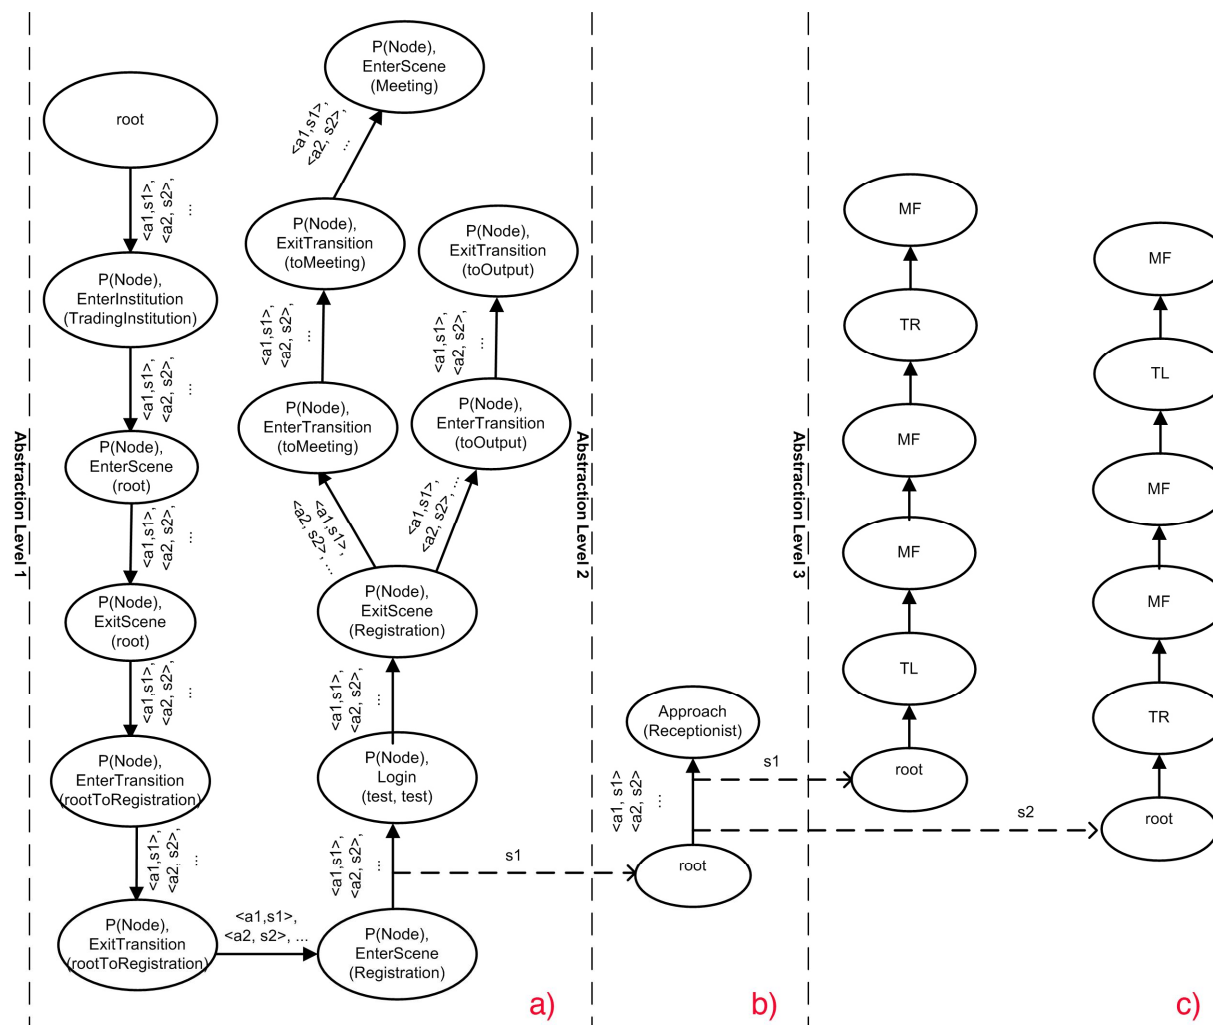 Abstraction Level 1
root
<a1,s1>,
<a2, s2>,
...
P(Node),
EnterInstitution
(TradingInstitution)
<a1,s1>,
<a2, s2>,
...
P(Node),
EnterScene
(root)
<a1,s1>,
<a2, s2>,
...
P(Node),
ExitScene
(root)
<a1,s1>,
<a2, s2>,
...
P(Node),
EnterTransition
(rootToRegistration)
<a1,s1>,
<a2, s2>,
...
P(Node),
ExitTransition
(rootToRegistration)
<a1,s1>,
<a2, s2>, ...
P(Node),
EnterScene
(Registration)
<a1,s1>,
<a2, s2>,
...
s1
P(Node),
Login
(test, test)
<a1,s1>,
<a2, s2>,
...
P(Node),
ExitScene
(Registration)
<a1,s1>,
<a2, s2>, ...
<a1,s1>,
<a2, s2>, ...
P(Node),
EnterTransition
(toMeeting)
P(Node),
EnterTransition
(toOutput)
<a1,s1>,
<a2, s2>,
...
<a1,s1>,
<a2, s2>,
...
P(Node),
ExitTransition
(toMeeting)
P(Node),
ExitTransition
(toOutput)
<a1,s1>,
<a2, s2>,
...
P(Node),
EnterScene
(Meeting)
a)
Abstraction Level 2
Approach
(Receptionist)
<a1, s1>
<a2, s2>
...
root
s1
s2
b)
Abstraction Level 3
MF
TR
MF
MF
TL
root
MF
TL
MF
MF
TR
root
c)